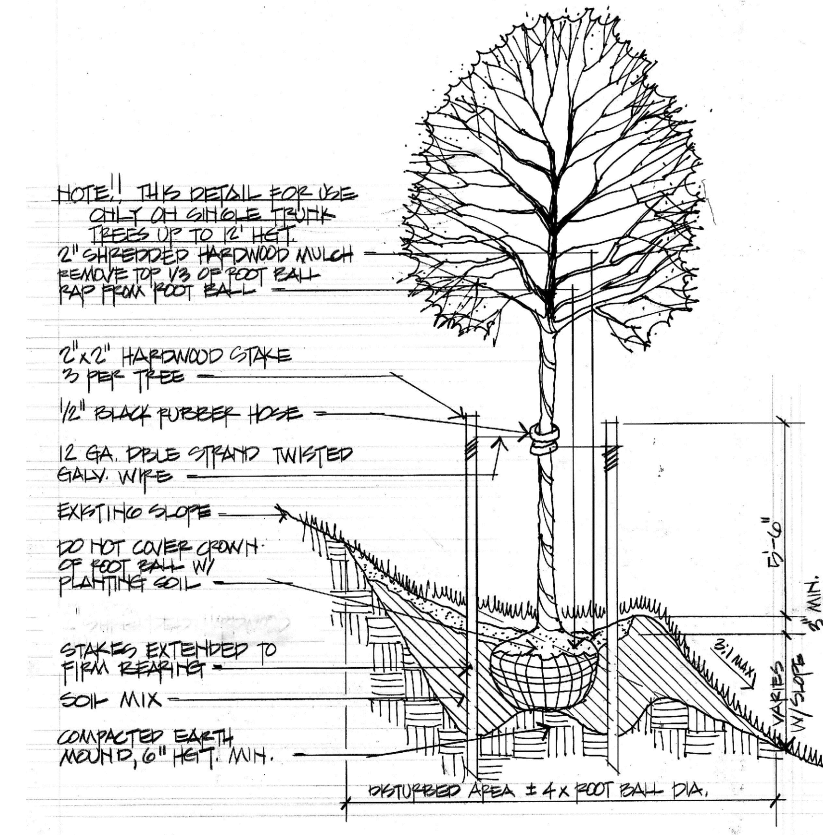 NOTE!! THIS DETAIL FOR USE
ONLY ON SINGLE TRUNK
TREES UP TO 12' HGT.
2" SHREDDED HARDWOOD MULCH
REMOVE TOP 1/3 OF ROOT BALL
RAP FROM ROOT BALL
2"x2" HARDWOOD STAKE
3 PER TREE
1/2" BLACK RUBBER HOSE
12 GA. DBLE STRAND TWISTED
GALV. WIRE
EXISTING SLOPE
DO NOT COVER CROWN
OF ROOT BALL W/
PLANTING SOIL
STAKES EXTENDED TO
FIRM BEARING
SOIL MIX
COMPACTED EARTH
MOUND, 6" HGT. MIN.
5'-6"
3" MIN.
3:1 MAX
VARIES
W/SLOPE
DISTURBED AREA ± 4 x ROOT BALL DIA.